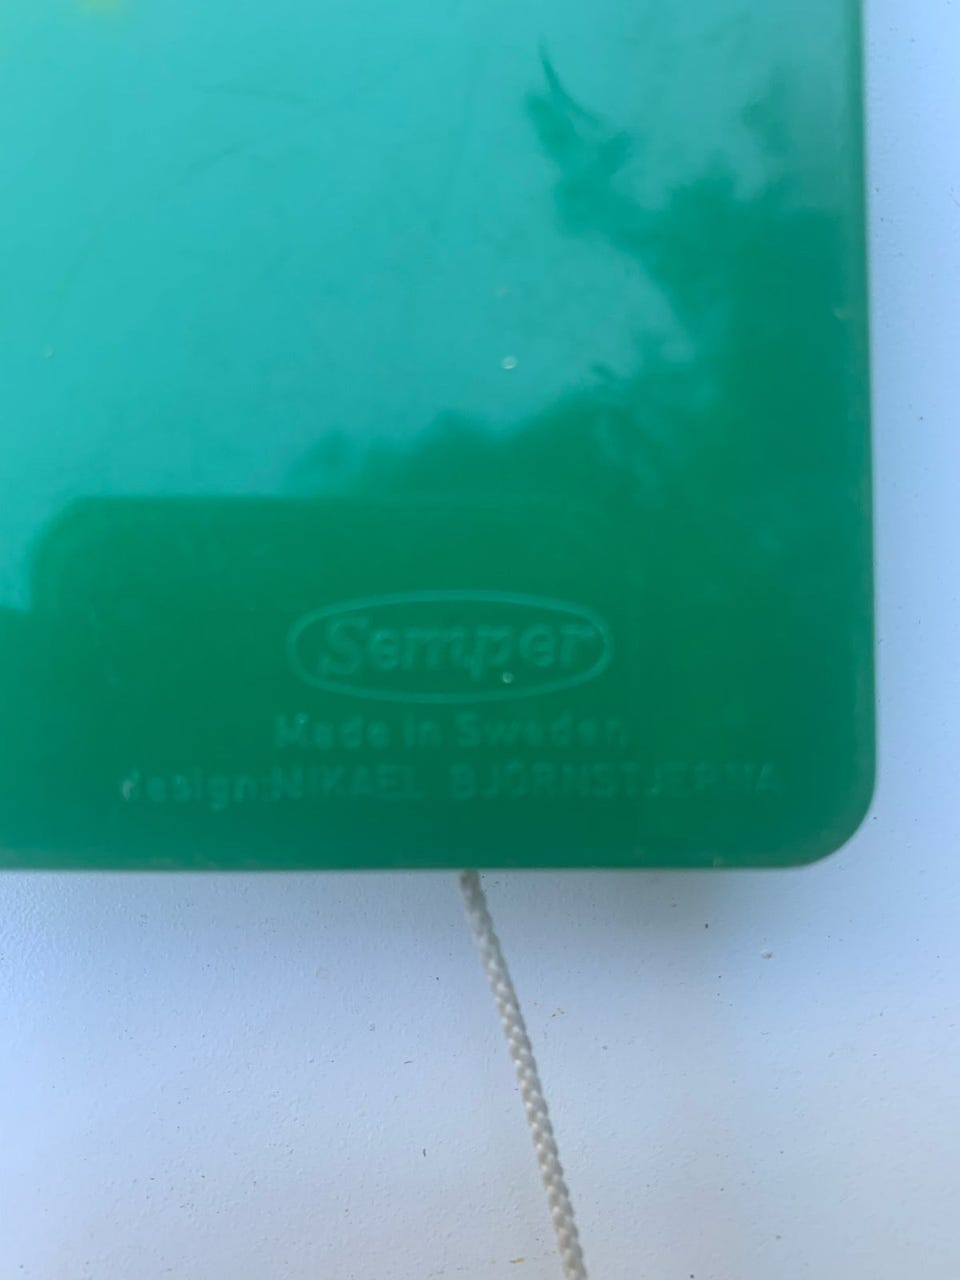 Semper
Made in Sweden
design:MIKAEL BJÖRNSTJERNA